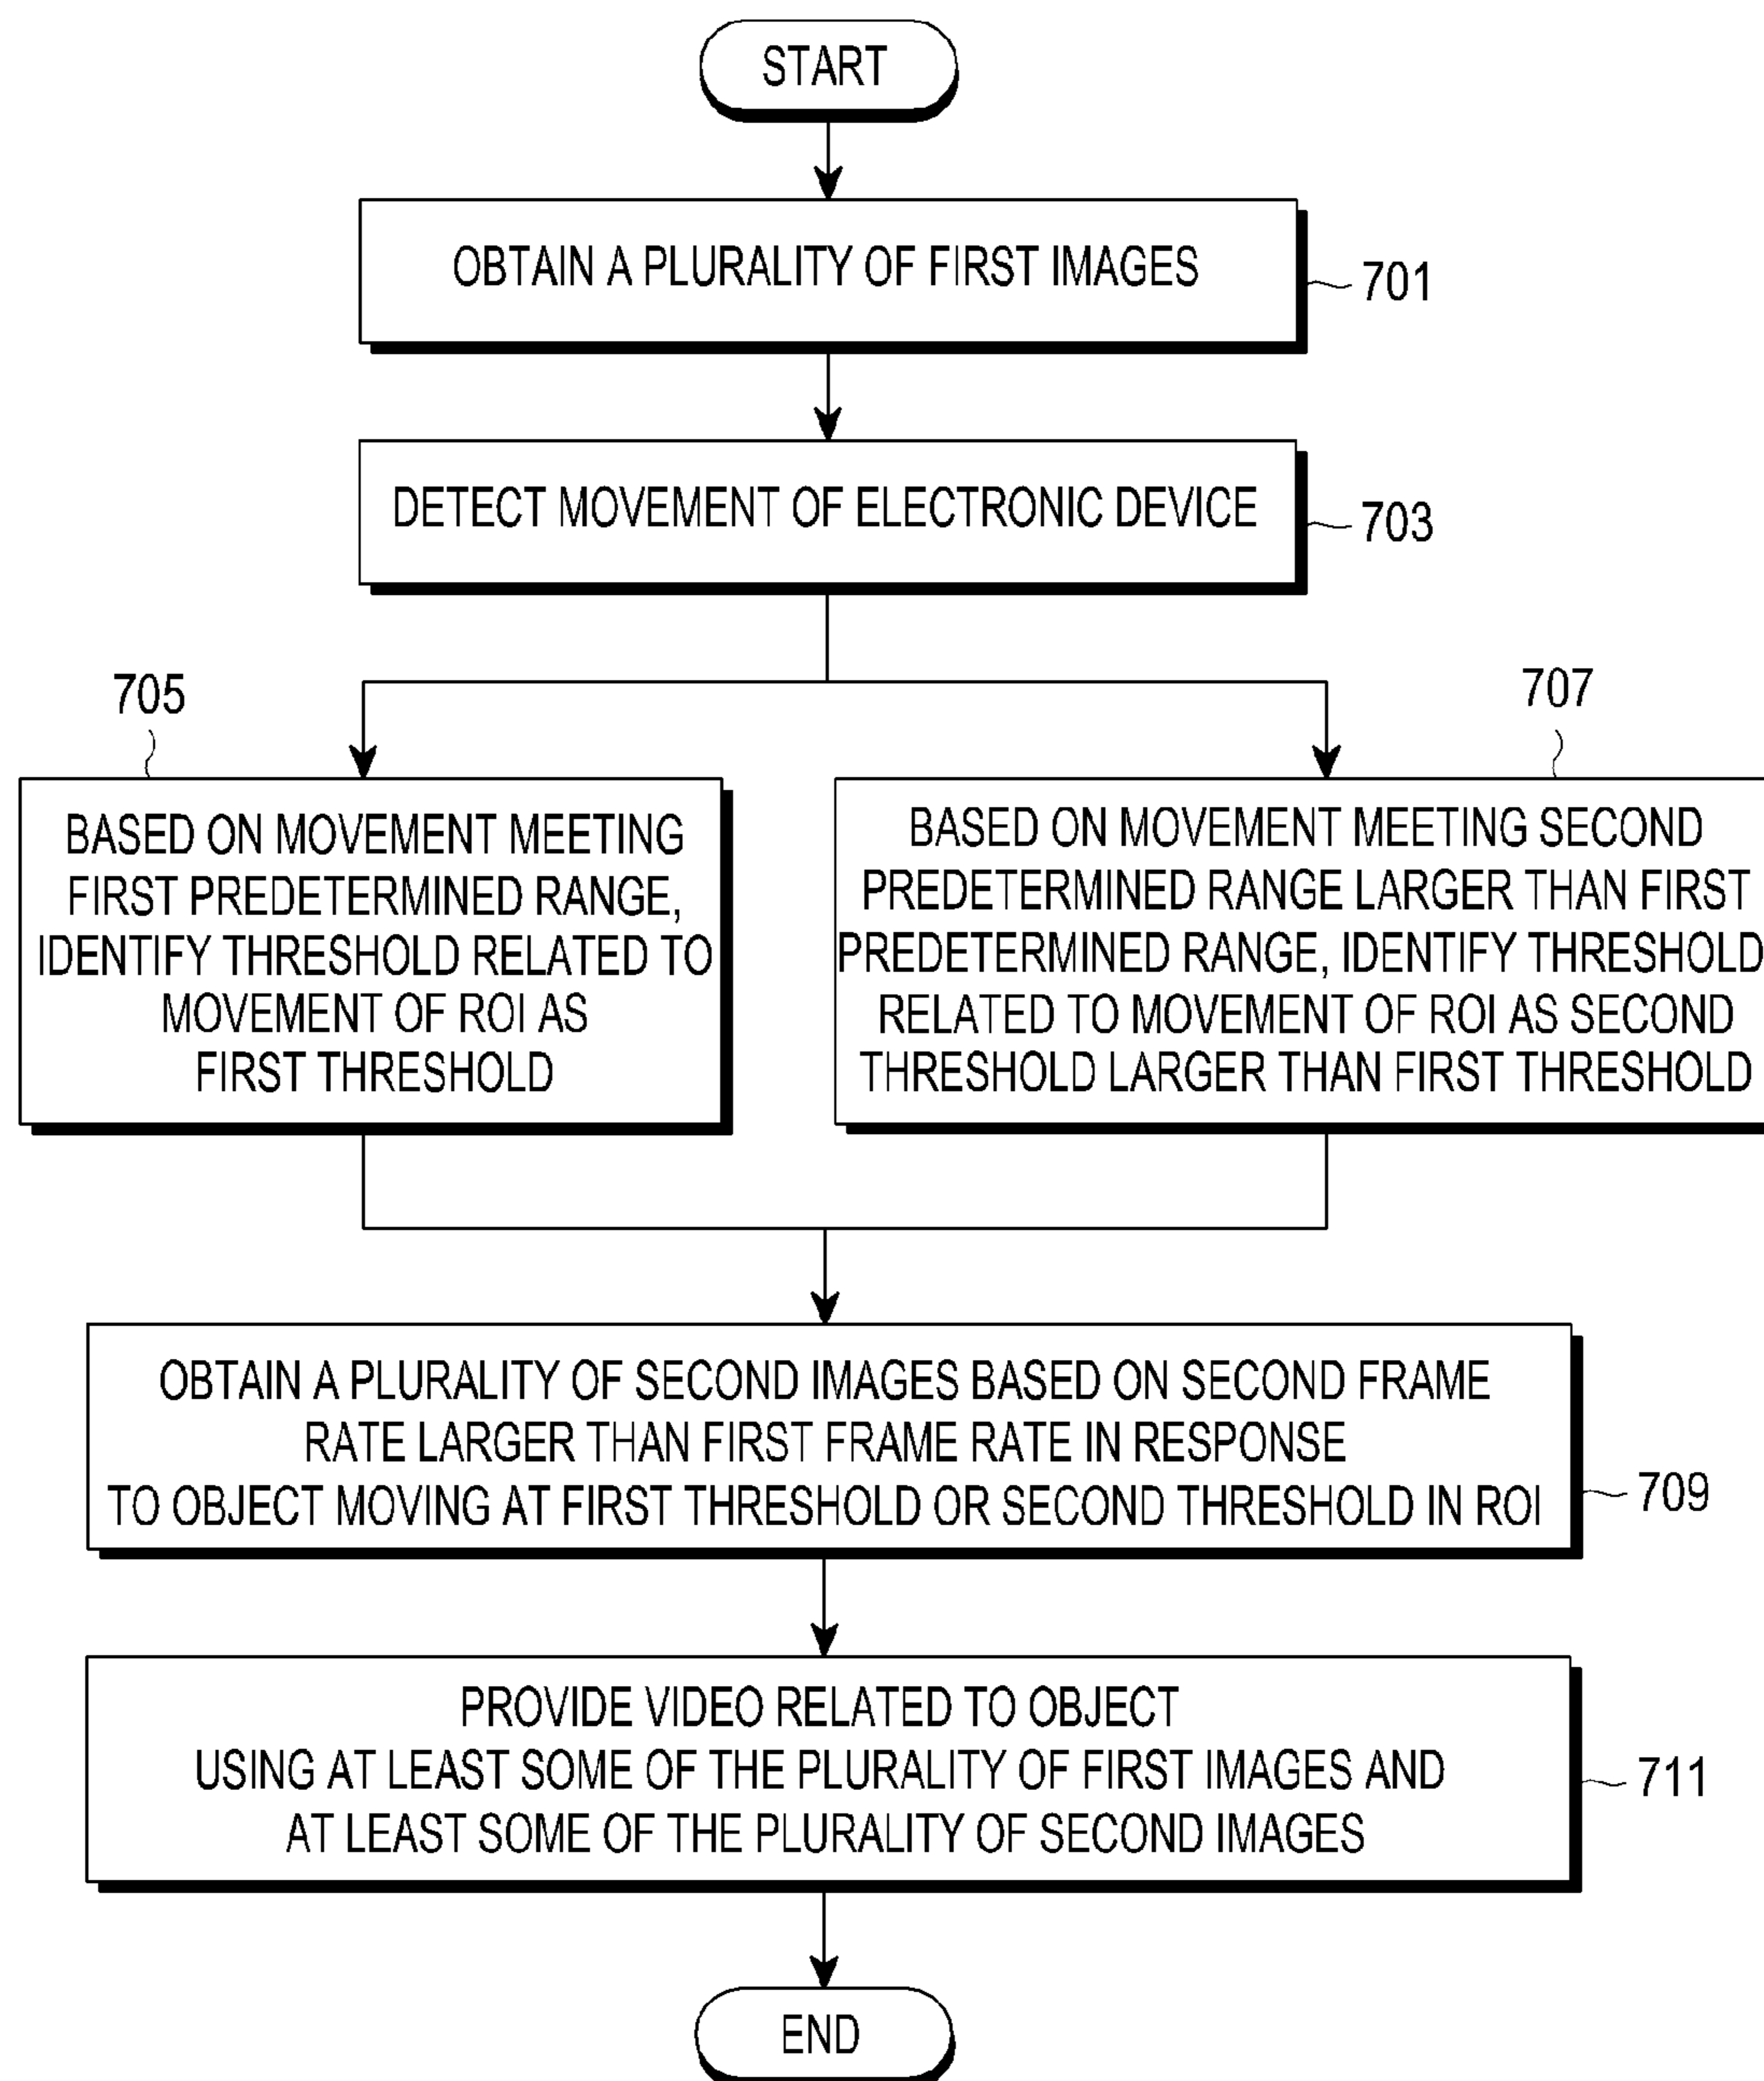 START
OBTAIN A PLURALITY OF FIRST IMAGES
701
DETECT MOVEMENT OF ELECTRONIC DEVICE
703
705
BASED ON MOVEMENT MEETING
FIRST PREDETERMINED RANGE,
IDENTIFY THRESHOLD RELATED TO
MOVEMENT OF ROI AS
FIRST THRESHOLD
707
BASED ON MOVEMENT MEETING SECOND
PREDETERMINED RANGE LARGER THAN FIRST
PREDETERMINED RANGE, IDENTIFY THRESHOLD
RELATED TO MOVEMENT OF ROI AS SECOND
THRESHOLD LARGER THAN FIRST THRESHOLD
OBTAIN A PLURALITY OF SECOND IMAGES BASED ON SECOND FRAME
RATE LARGER THAN FIRST FRAME RATE IN RESPONSE
TO OBJECT MOVING AT FIRST THRESHOLD OR SECOND THRESHOLD IN ROI
709
PROVIDE VIDEO RELATED TO OBJECT
USING AT LEAST SOME OF THE PLURALITY OF FIRST IMAGES AND
AT LEAST SOME OF THE PLURALITY OF SECOND IMAGES
711
END